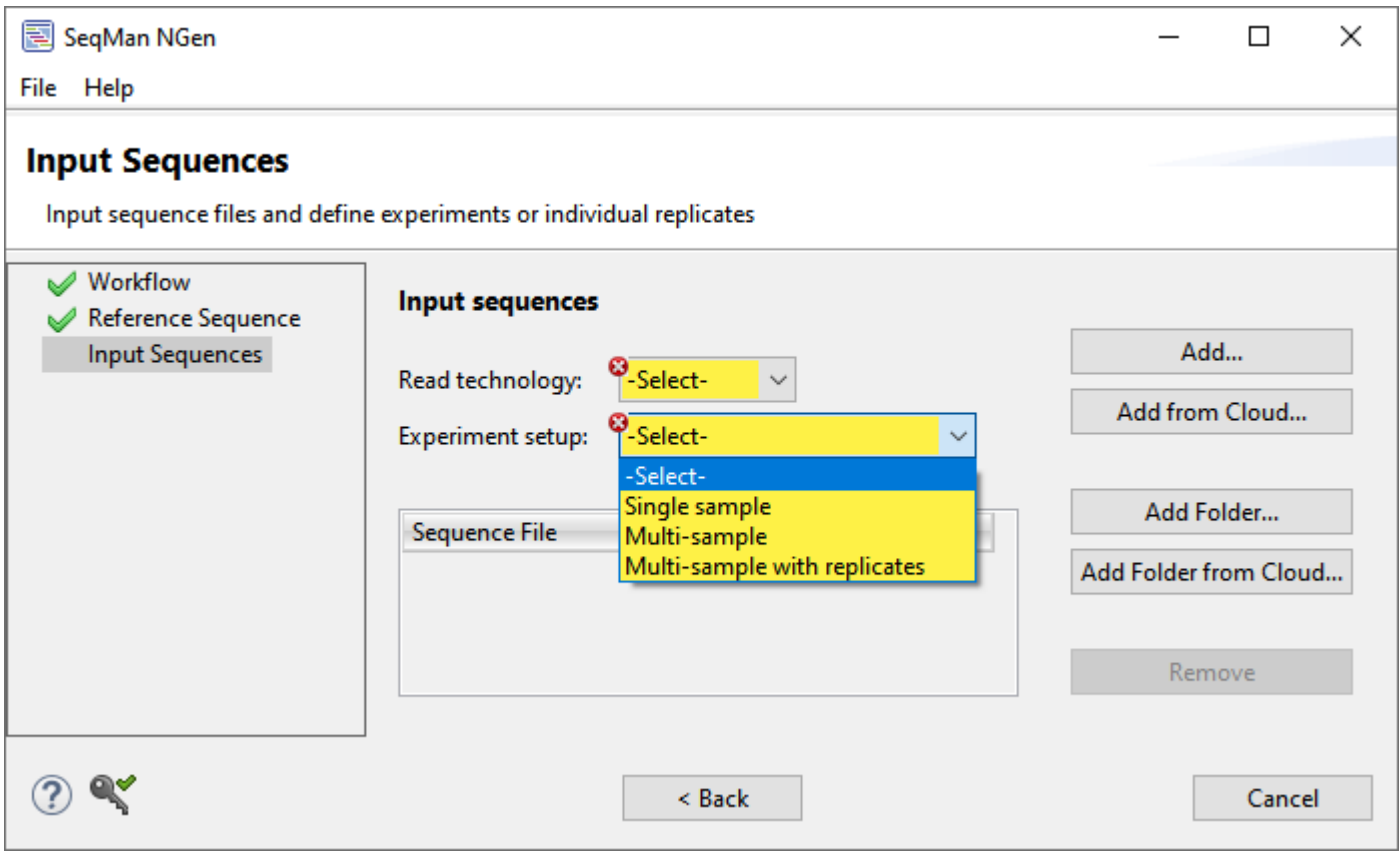 SeqMan NGen
File Help
Input Sequences
Input sequence files and define experiments or individual replicates
Workflow
Reference Sequence
Input Sequences
Input sequences
Read technology: -Select-
Experiment setup: -Select-
-Select-
Single sample
Multi-sample
Multi-sample with replicates
Sequence File
Add...
Add from Cloud...
Add Folder...
Add Folder from Cloud...
Remove
< Back
Cancel